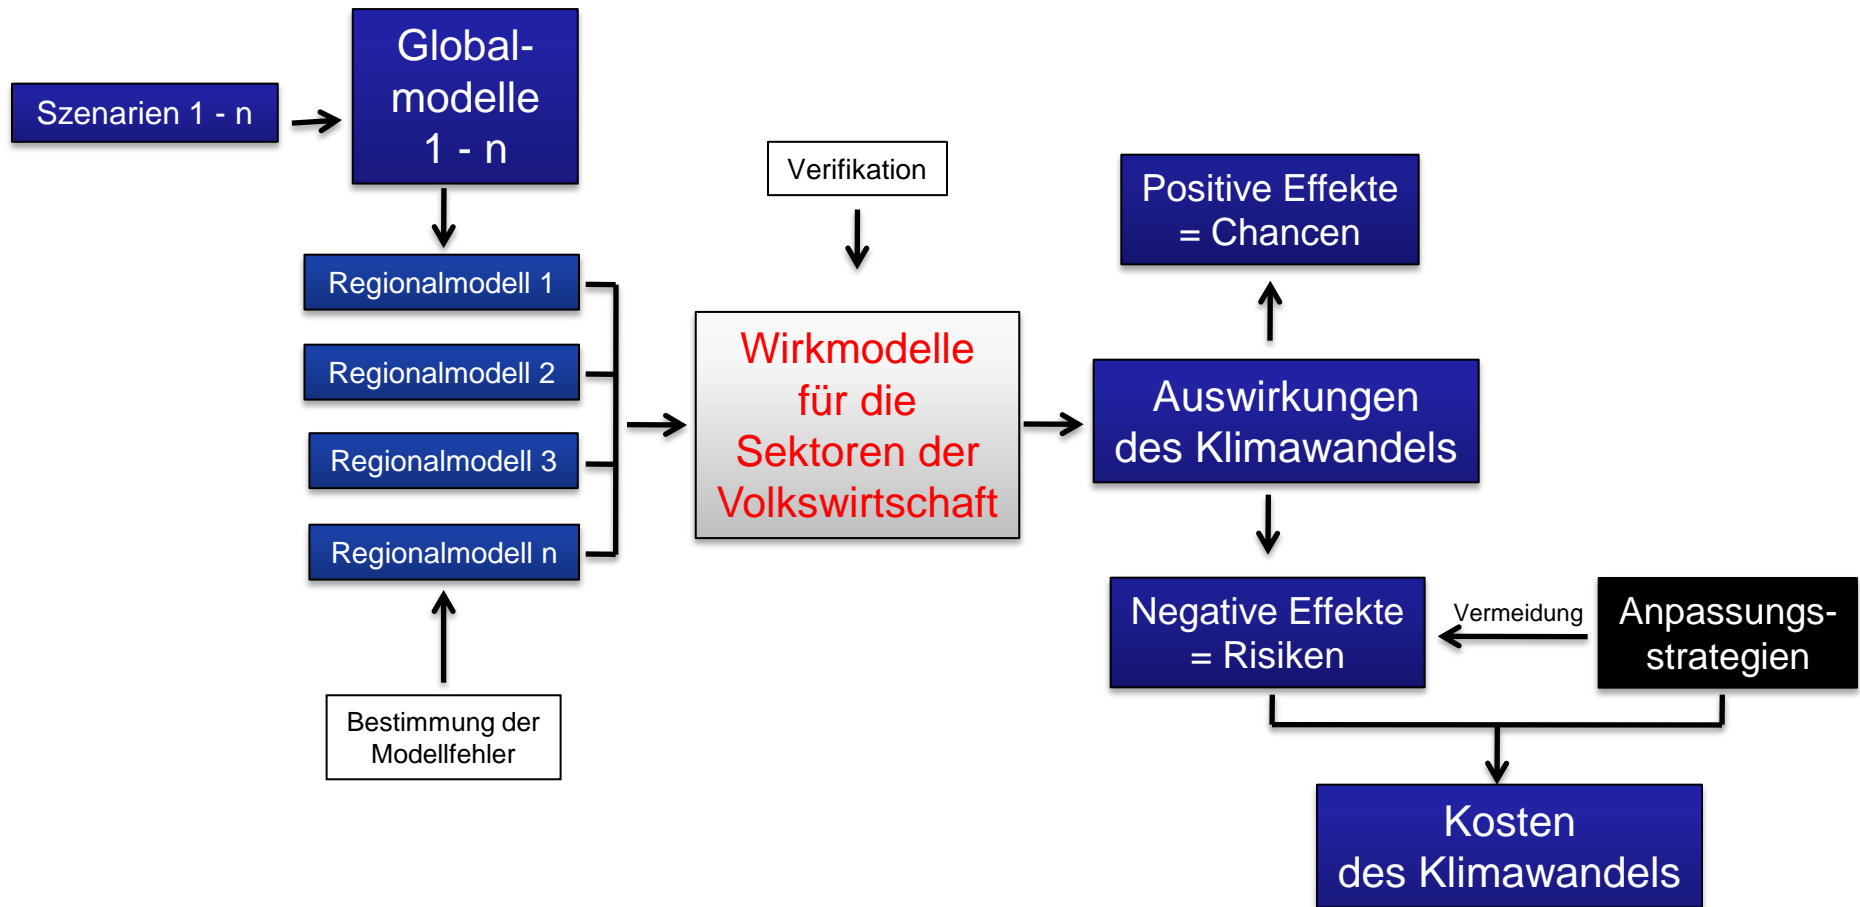 Szenarien 1 - n
Global-
modelle
1 - n
Regionalmodell 1
Regionalmodell 2
Regionalmodell 3
Regionalmodell n
Bestimmung der
Modellfehler
Verifikation
Wirkmodelle
für die
Sektoren der
Volkswirtschaft
Positive Effekte
= Chancen
Auswirkungen
des Klimawandels
Negative Effekte
= Risiken
Vermeidung
Anpassungs-
strategien
Kosten
des Klimawandels